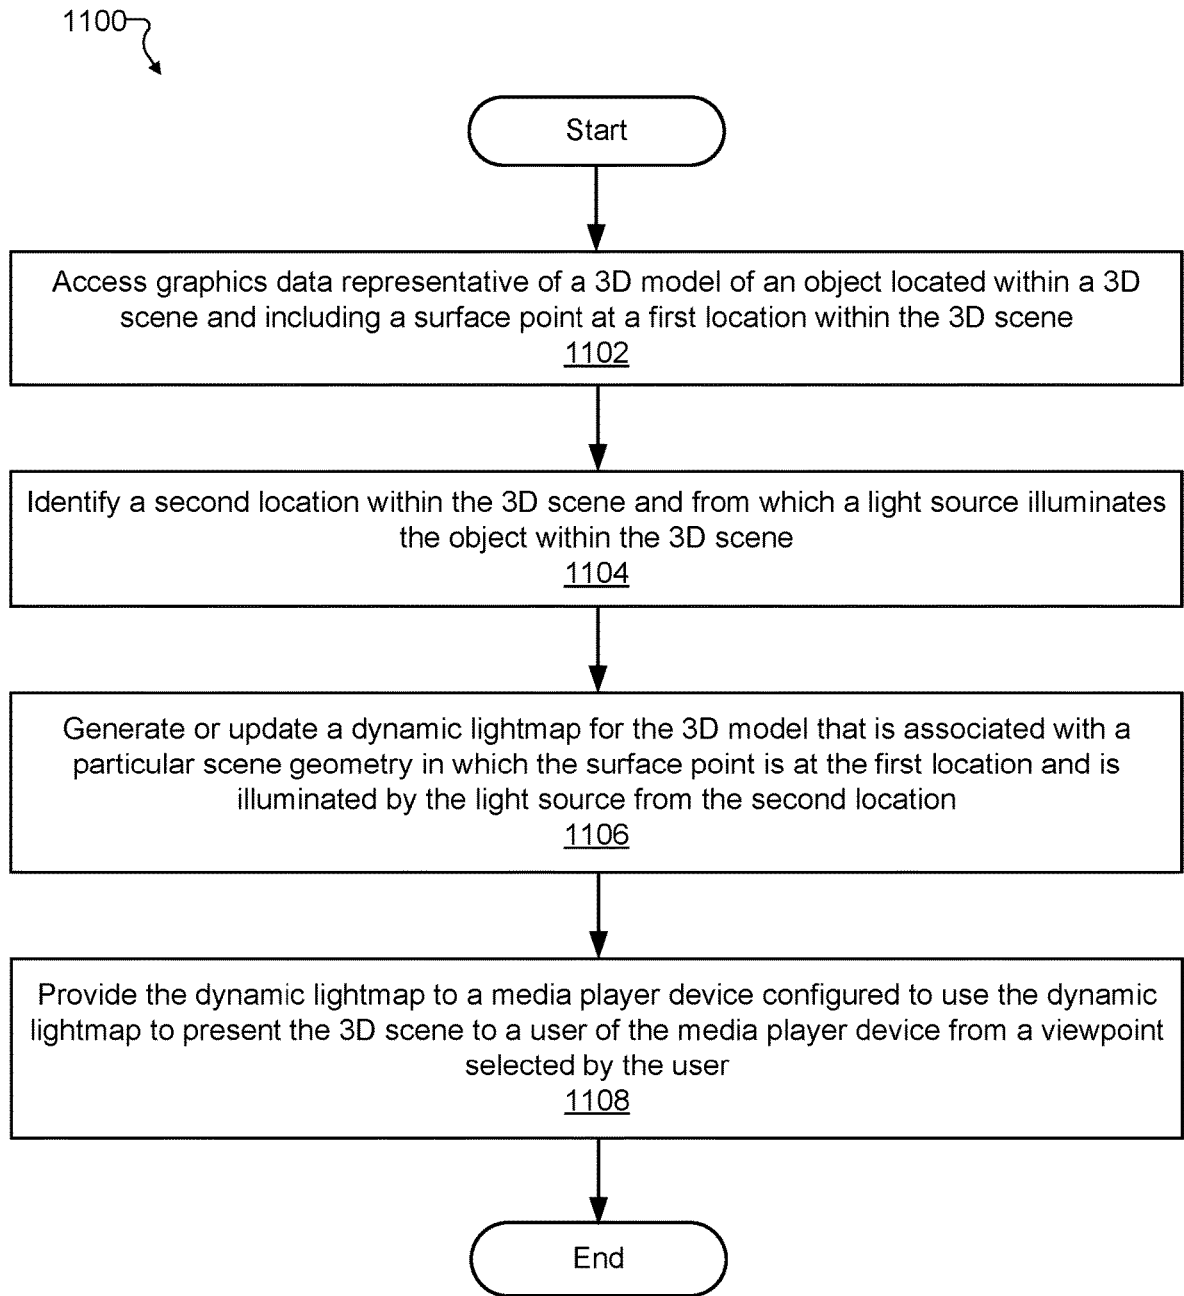 1100
Start
Access graphics data representative of a 3D model of an object located within a 3D
scene and including a surface point at a first location within the 3D scene
1102
Identify a second location within the 3D scene and from which a light source illuminates
the object within the 3D scene
1104
Generate or update a dynamic lightmap for the 3D model that is associated with a
particular scene geometry in which the surface point is at the first location and is
illuminated by the light source from the second location
1106
Provide the dynamic lightmap to a media player device configured to use the dynamic
lightmap to present the 3D scene to a user of the media player device from a viewpoint
selected by the user
1108
End